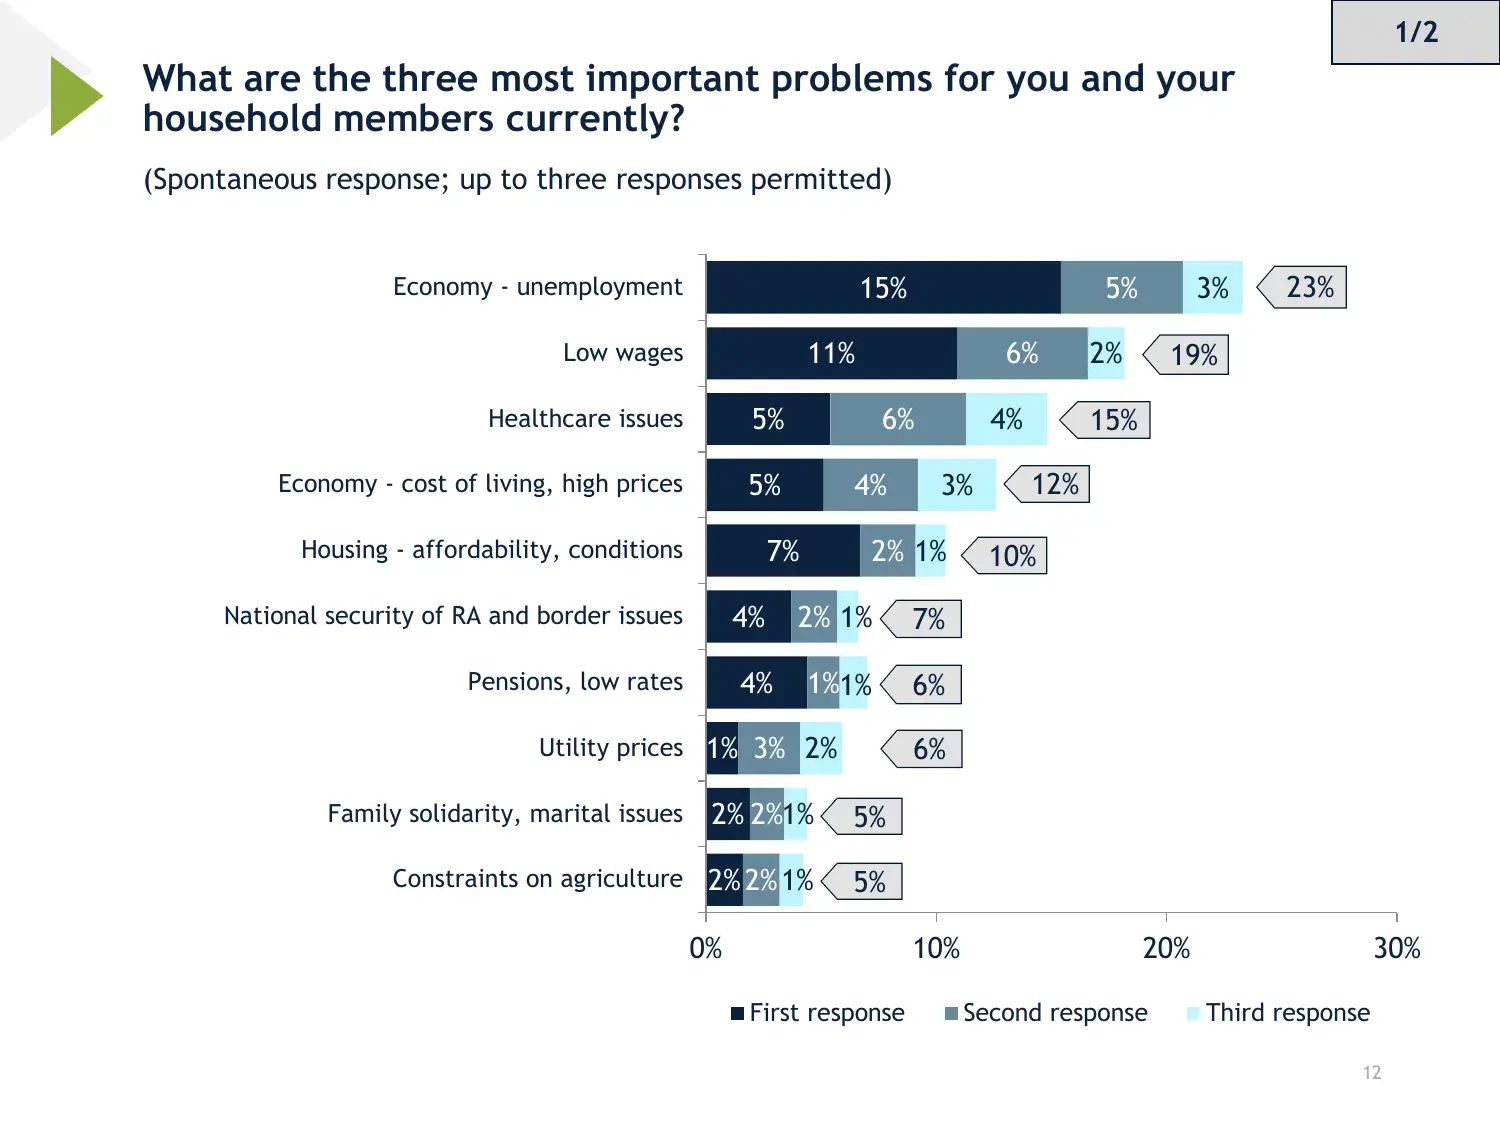 1/2
What are the three most important problems for you and your
household members currently?
(Spontaneous response; up to three responses permitted)
Economy - unemployment 15% 5% 3% 23%
Low wages 11% 6% 2% 19%
Healthcare issues 5% 6% 4% 15%
Economy - cost of living, high prices 5% 4% 3% 12%
Housing - affordability, conditions 7% 2% 1% 10%
National security of RA and border issues 4% 2% 1% 7%
Pensions, low rates 4% 1% 1% 6%
Utility prices 1% 3% 2% 6%
Family solidarity, marital issues 2% 2% 1% 5%
Constraints on agriculture 2% 2% 1% 5%
0% 10% 20% 30%
First response Second response Third response
12